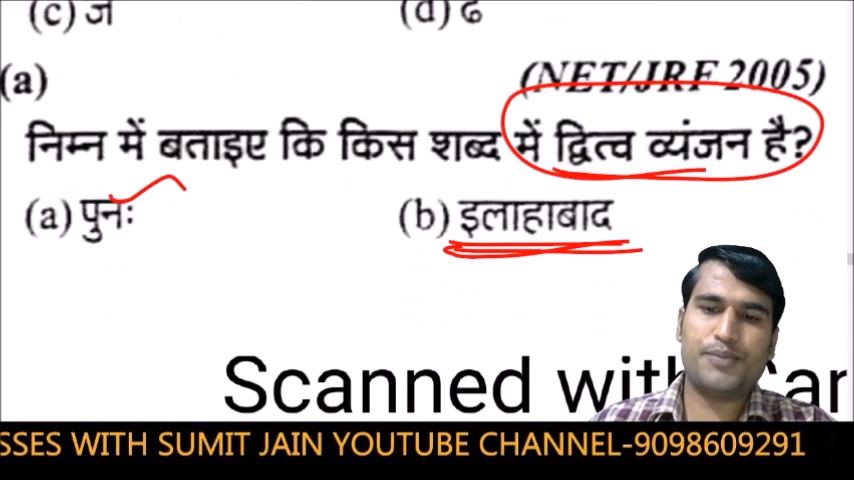 (c) ज (d) ढ
(a) (NET/JRF 2005)
निम्न में बताइए कि किस शब्द में द्वित्व व्यंजन है?
(a) पुनः (b) इलाहाबाद
Scanned with
SSES WITH SUMIT JAIN YOUTUBE CHANNEL-9098609291